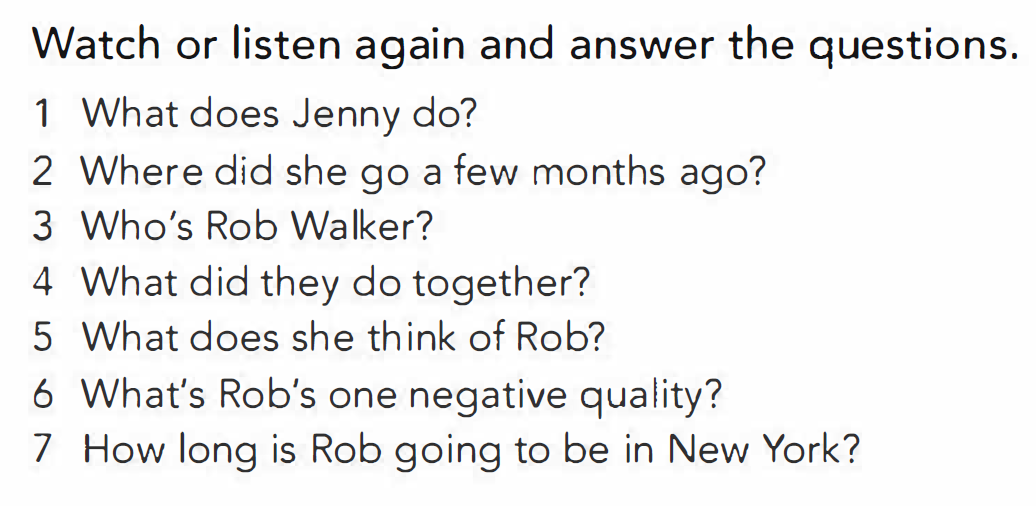 Watch or listen again and answer the questions.
1 What does Jenny do?
2 Where did she go a few months ago?
3 Who's Rob Walker?
4 What did they do together?
5 What does she think of Rob?
6 What's Rob's one negative quality?
7 How long is Rob going to be in New York?